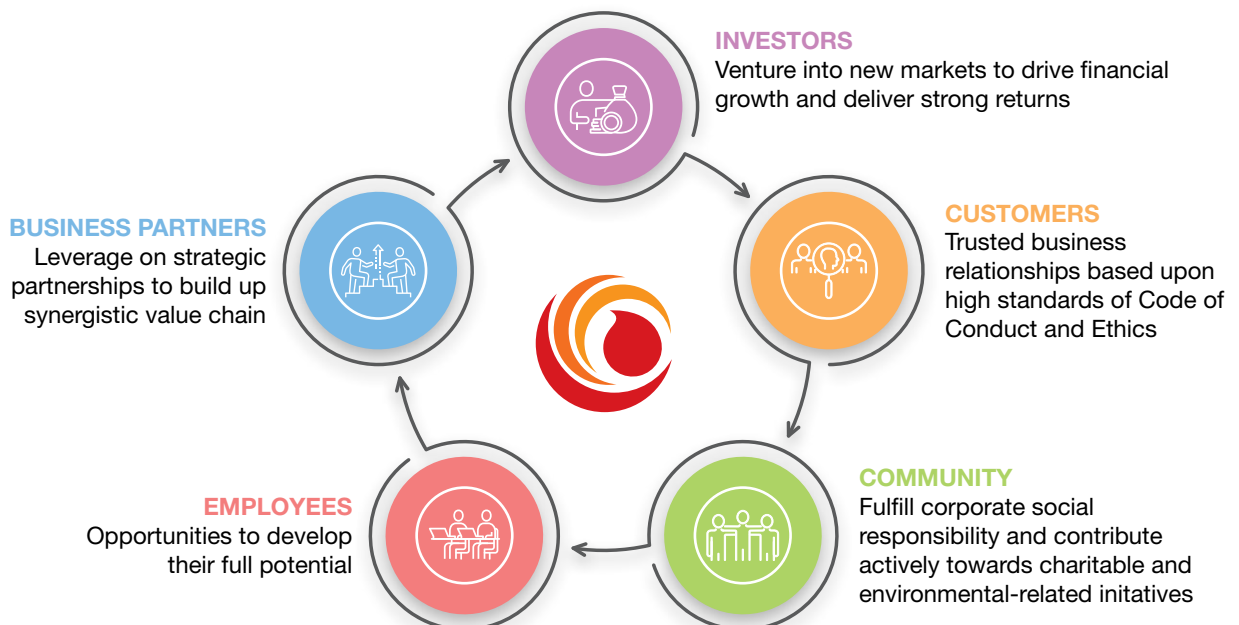 INVESTORS
Venture into new markets to drive financial
growth and deliver strong returns
CUSTOMERS
Trusted business
relationships based upon
high standards of Code of
Conduct and Ethics
COMMUNITY
Fulfill corporate social
responsibility and contribute
actively towards charitable and
environmental-related initatives
EMPLOYEES
Opportunities to develop
their full potential
BUSINESS PARTNERS
Leverage on strategic
partnerships to build up
synergistic value chain